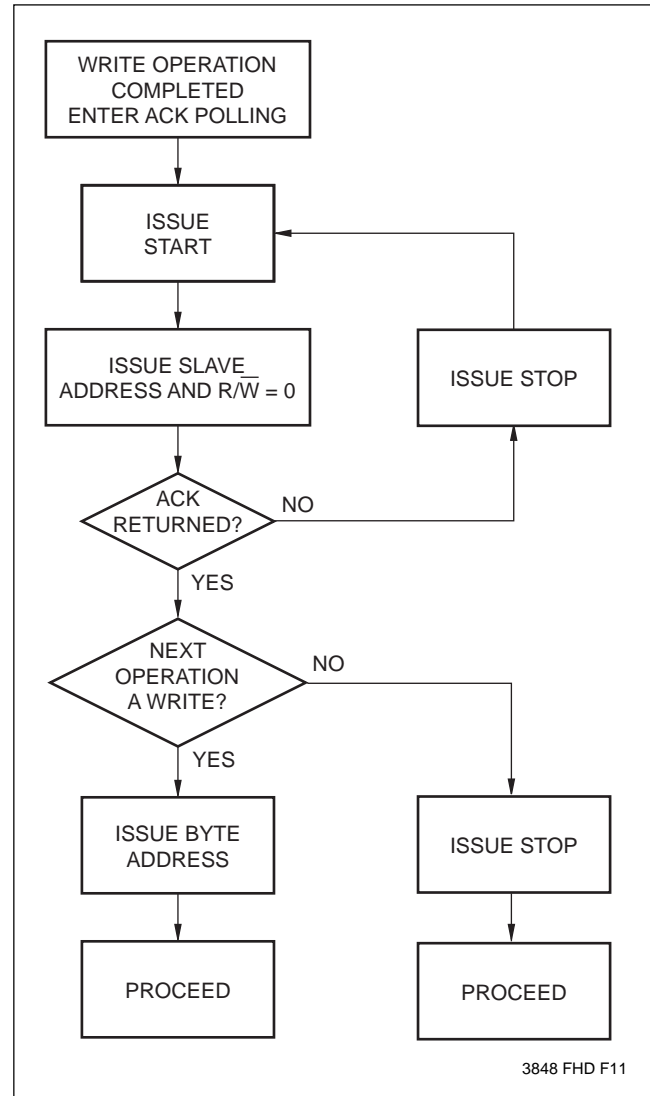 WRITE OPERATION
COMPLETED
ENTER ACK POLLING
ISSUE
START
ISSUE SLAVE
ADDRESS AND R/W̅ = 0
ISSUE STOP
ACK
RETURNED?
NO
YES
NEXT
OPERATION
A WRITE?
NO
YES
ISSUE BYTE
ADDRESS
ISSUE STOP
PROCEED
PROCEED
3848 FHD F11